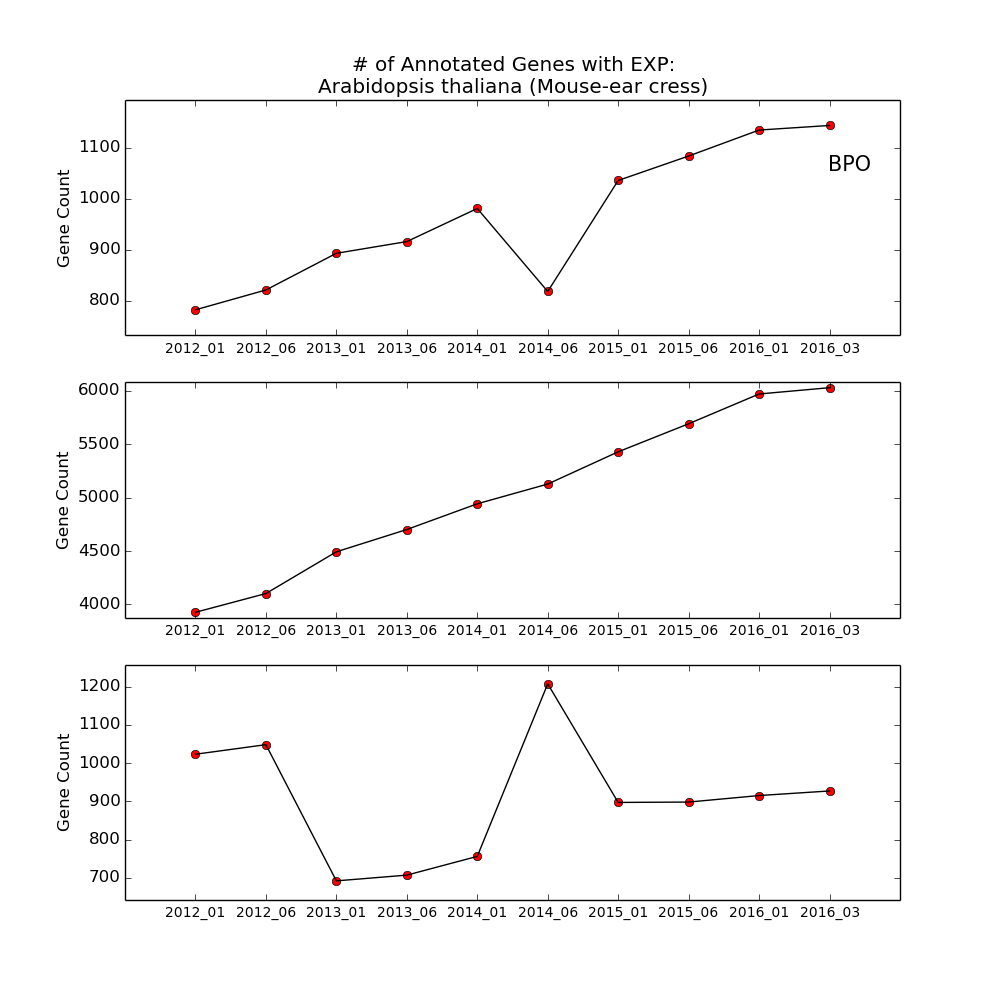 # of Annotated Genes with EXP:
Arabidopsis thaliana (Mouse-ear cress)
1100
1000
900
800
Gene Count
BPO
2012_01 2012_06 2013_01 2013_06 2014_01 2014_06 2015_01 2015_06 2016_01 2016_03
6000
5500
5000
4500
4000
Gene Count
2012_01 2012_06 2013_01 2013_06 2014_01 2014_06 2015_01 2015_06 2016_01 2016_03
1200
1100
1000
900
800
700
Gene Count
2012_01 2012_06 2013_01 2013_06 2014_01 2014_06 2015_01 2015_06 2016_01 2016_03